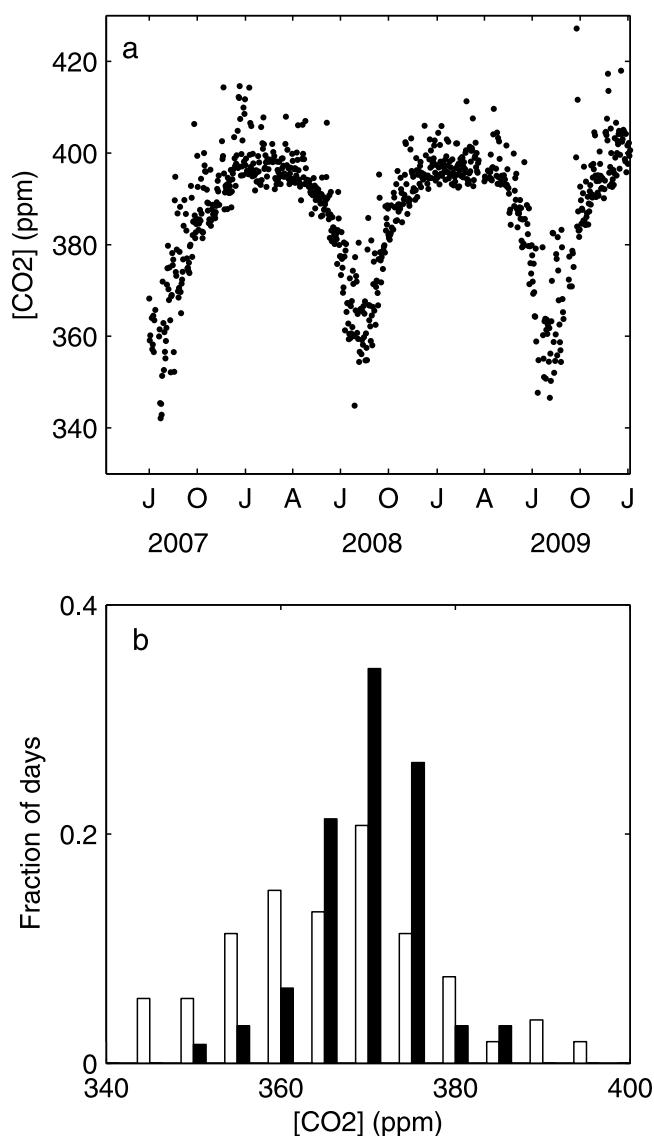 a
[CO2] (ppm)
420
400
380
360
340
J O J A J O J A J O J
2007 2008 2009
b
Fraction of days
0.4
0.2
0
340 360 380 400
[CO2] (ppm)